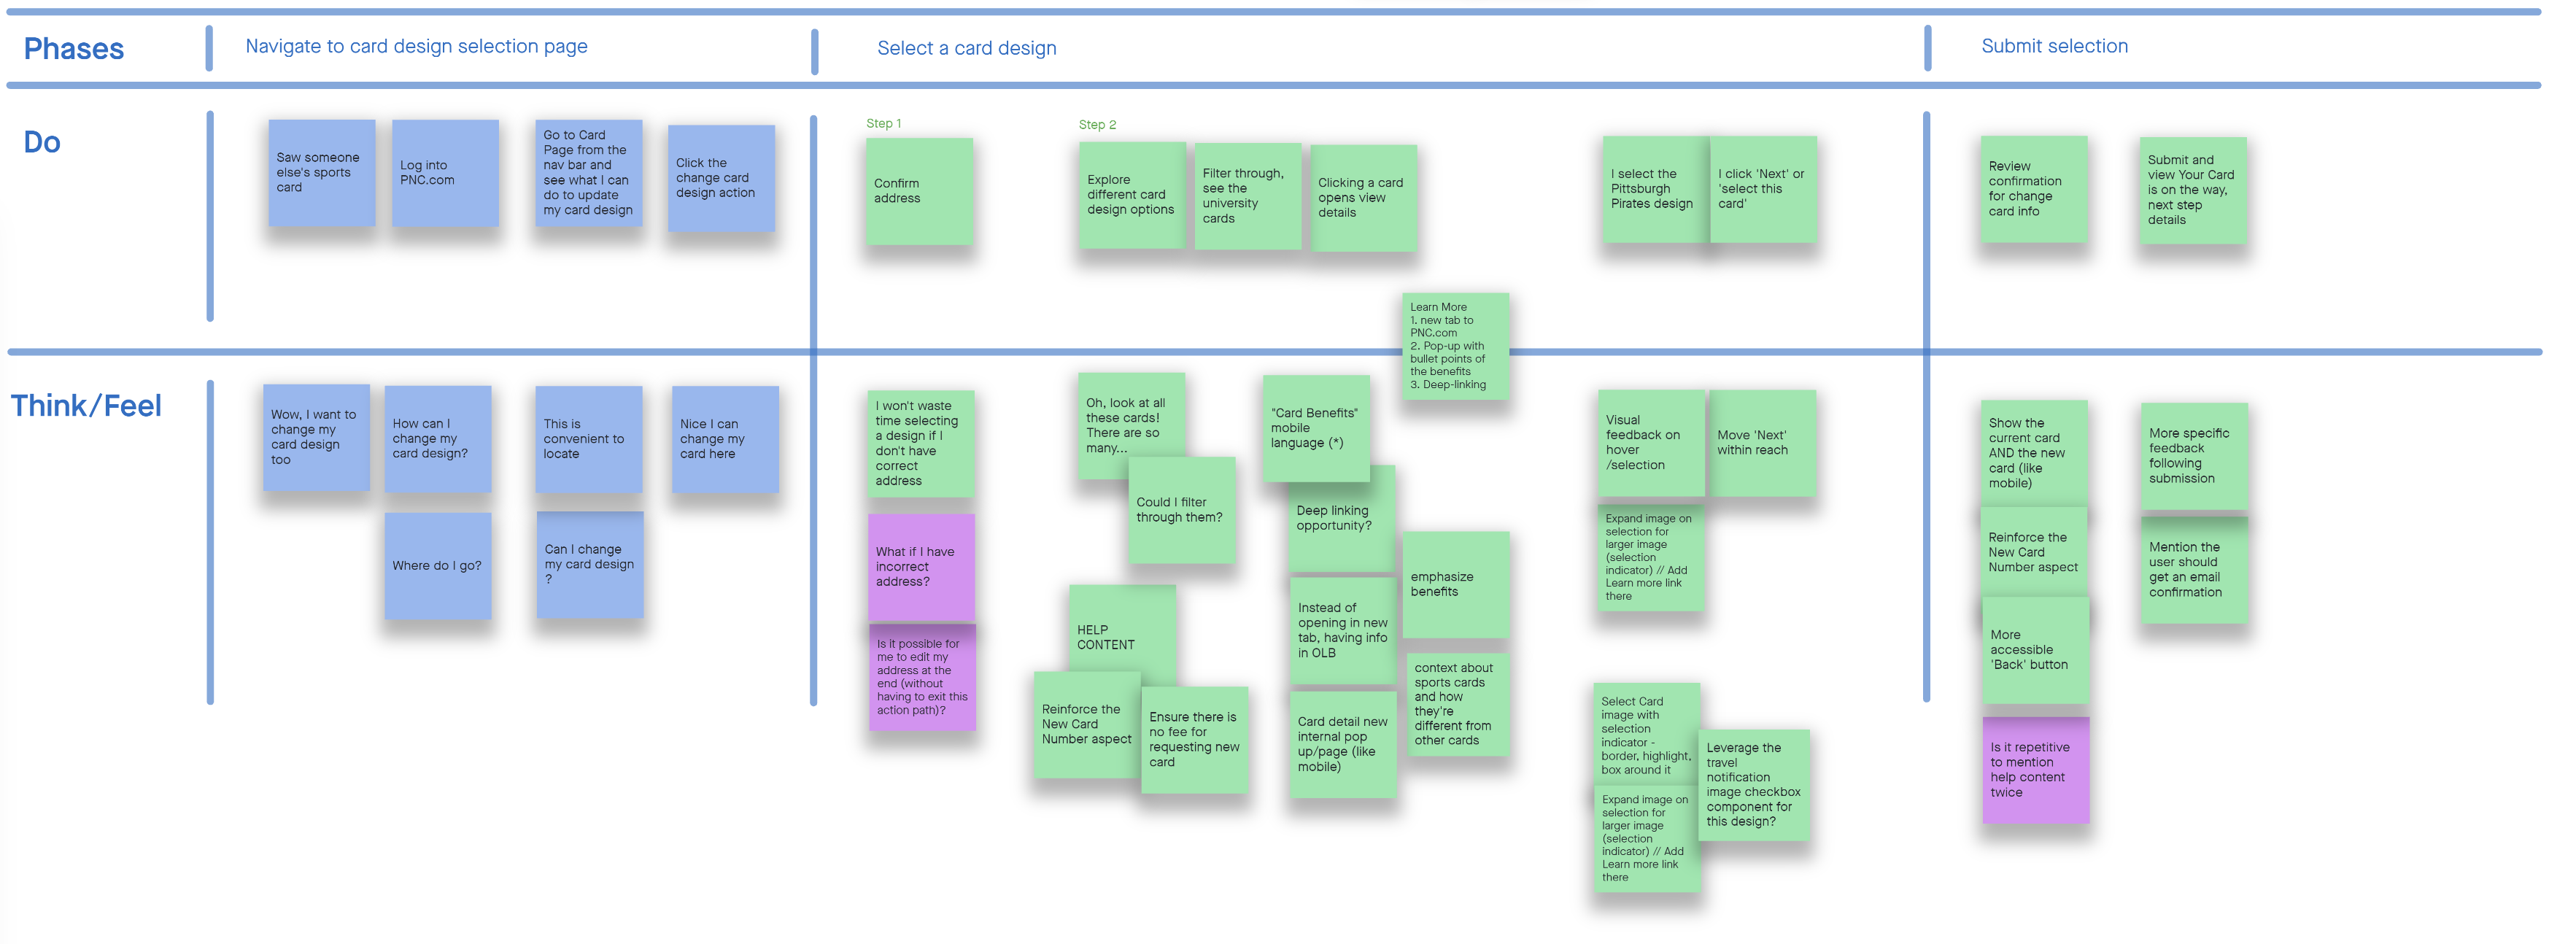 Phases
Navigate to card design selection page
Select a card design
Submit selection
Do
Saw someone
else's sports
card
Log into
PNC.com
Go to Card
Page from the
nav bar and
see what I can
do to update
my card design
Click the
change card
design action
Step 1
Confirm
address
Step 2
Explore
different card
design options
Filter through,
see the
university
cards
Clicking a card
opens view
details
I select the
Pittsburgh
Pirates design
I click 'Next' or
'select this
card'
Review
confirmation
for change
card info
Submit and
view Your Card
is on the way,
next step
details
Learn More
1. new tab to
PNC.com
2. Pop-up with
bullet points of
the benefits
3. Deep-linking
Think/Feel
Wow, I want to
change my
card design
too
How can I
change my
card design?
This is
convenient to
locate
Nice I can
change my
card here
Where do I go?
Can I change
my card design
?
I won't waste
time selecting
a design if I
don't have
correct
address
What if I have
incorrect
address?
Is it possible for
me to edit my
address at the
end (without
having to exit this
action path)?
Oh, look at all
these cards!
There are so
many...
Could I filter
through them?
HELP
CONTENT
Reinforce the
New Card
Number aspect
Ensure there is
no fee for
requesting new
card
"Card Benefits"
mobile
language (*)
Deep linking
opportunity?
Instead of
opening in new
tab, having info
in OLB
Card detail new
internal pop
up/page (like
mobile)
emphasize
benefits
context about
sports cards
and how
they're
different from
other cards
Visual
feedback on
hover
/selection
Move 'Next'
within reach
Expand image on
selection for
larger image
(selection
indicator) // Add
Learn more link
there
Select Card
image with
selection
indicator -
border, highlight,
box around it
Leverage the
travel
notification
image checkbox
component for
this design?
Expand image on
selection for
larger image
(selection
indicator) // Add
Learn more link
there
Show the
current card
AND the new
card (like
mobile)
Reinforce the
New Card
Number aspect
More
accessible
'Back' button
Is it repetitive
to mention
help content
twice
More specific
feedback
following
submission
Mention the
user should
get an email
confirmation